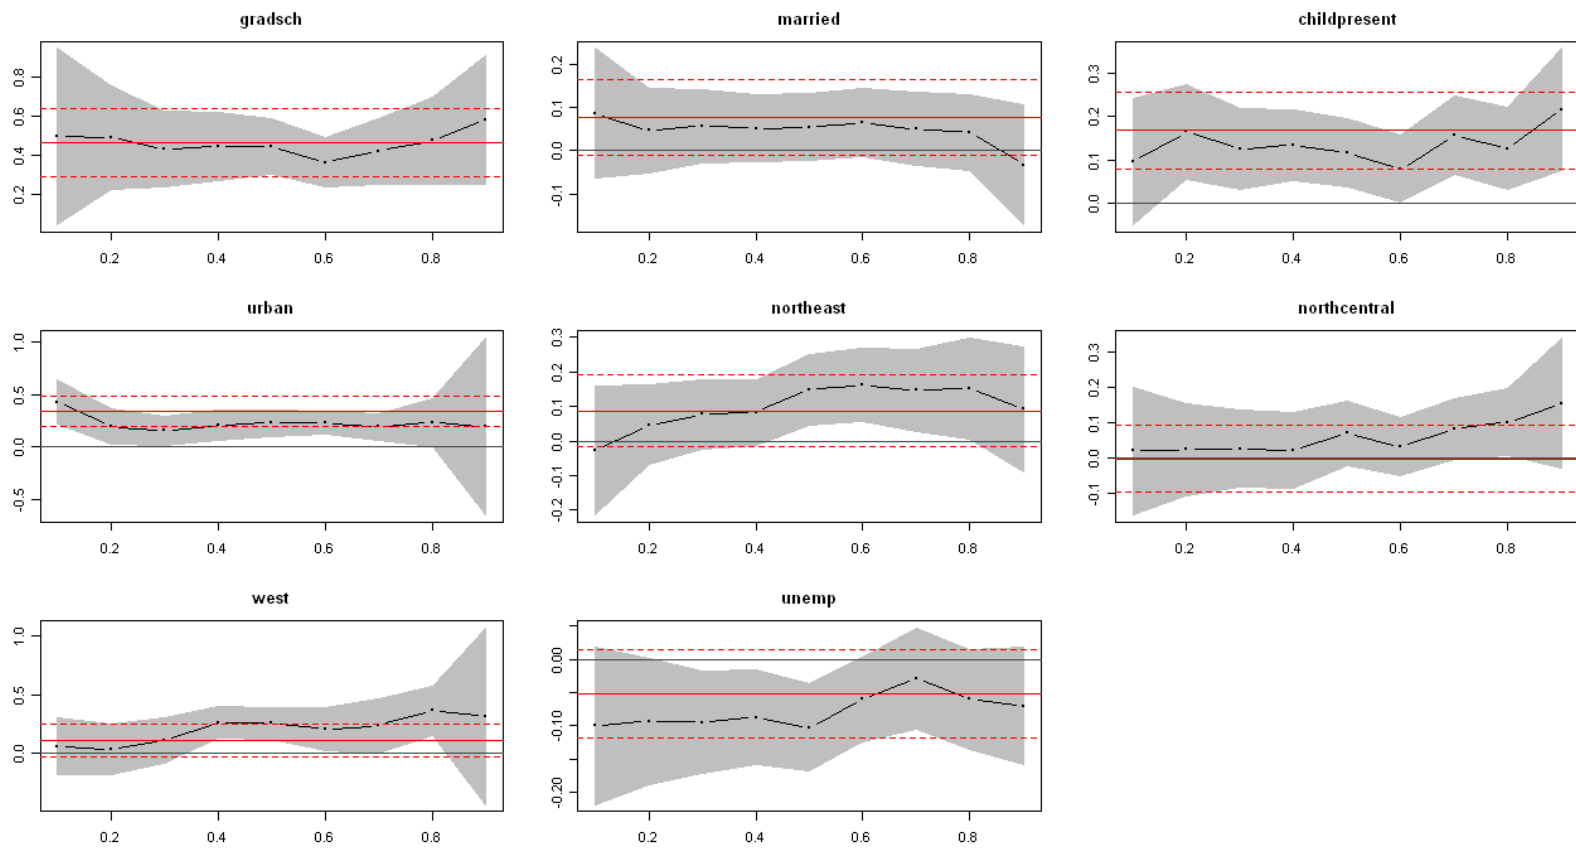 gradsch married childpresent
0.2 0.4 0.6 0.8
-0.1 0.0 0.1 0.2
0.0 0.1 0.2 0.3
0.2 0.4 0.6 0.8 0.2 0.4 0.6 0.8 0.2 0.4 0.6 0.8
urban northeast northcentral
-0.5 0.0 0.5 1.0
-0.2 -0.1 0.0 0.1 0.2 0.3
-0.1 0.0 0.1 0.2 0.3
0.2 0.4 0.6 0.8 0.2 0.4 0.6 0.8 0.2 0.4 0.6 0.8
west unemp
0.0 0.5 1.0
-0.20 -0.10 0.00
0.2 0.4 0.6 0.8 0.2 0.4 0.6 0.8